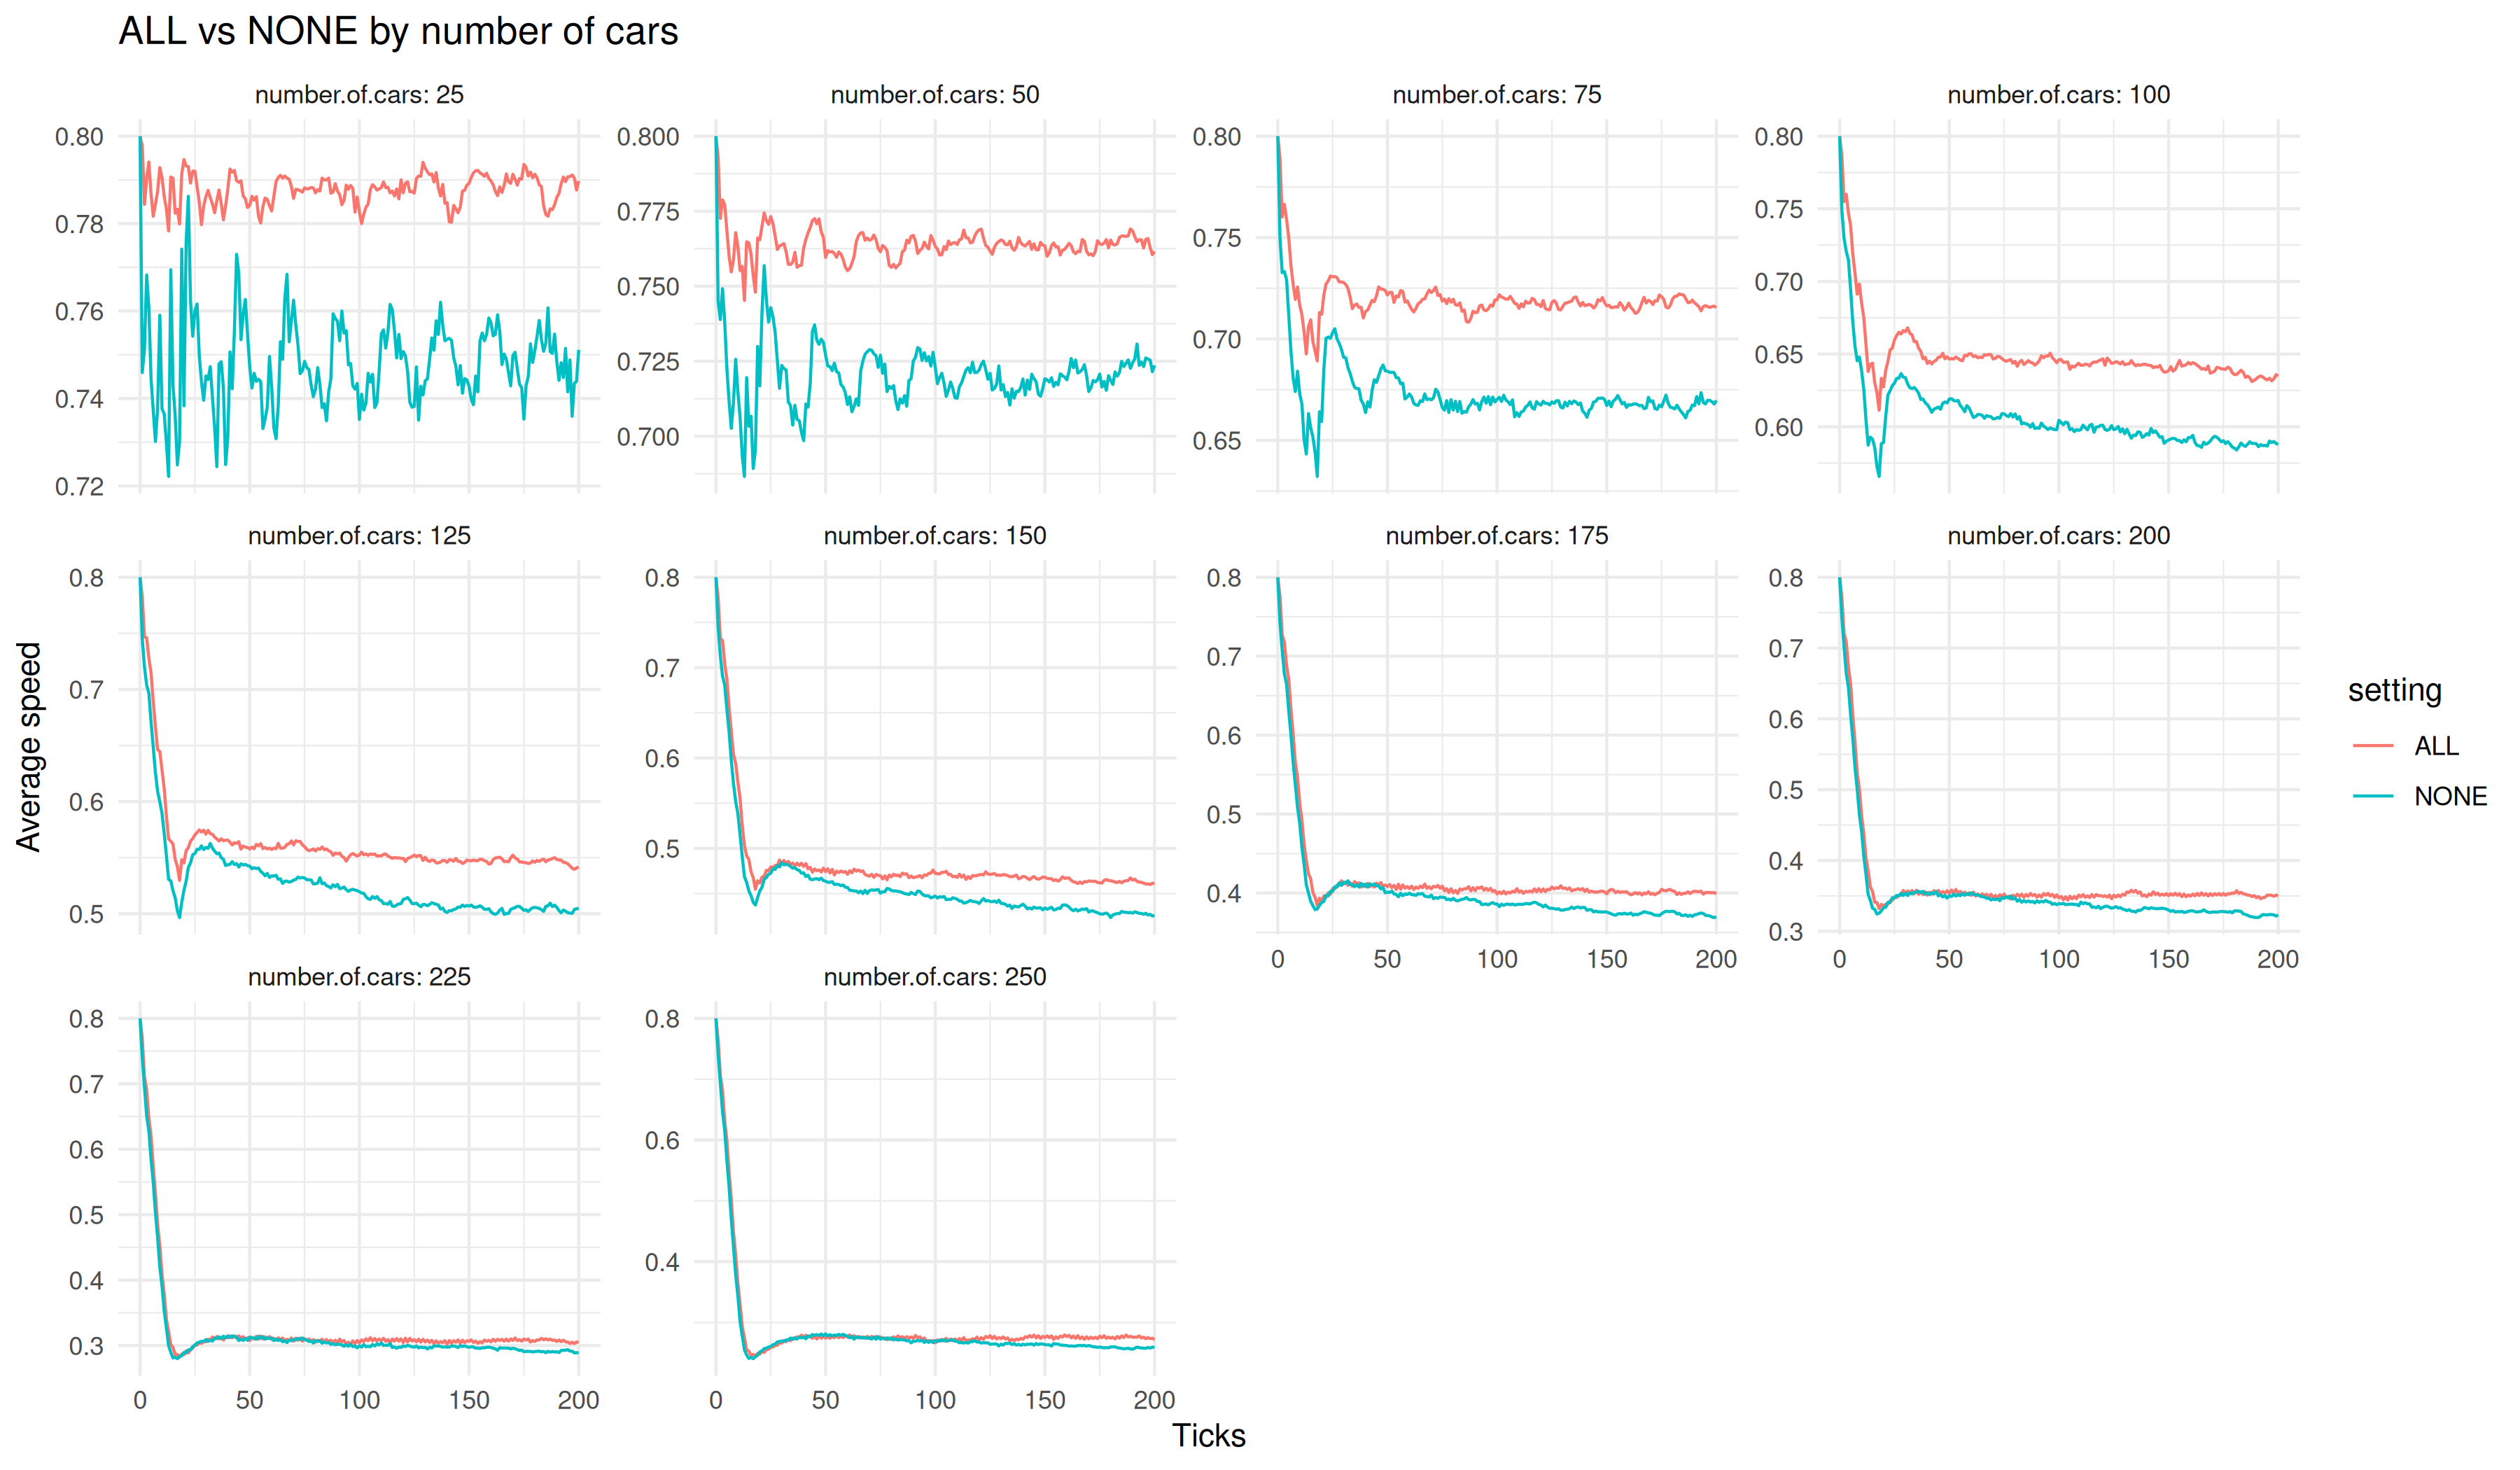 ALL vs NONE by number of cars
number.of.cars: 25
number.of.cars: 50
number.of.cars: 75
number.of.cars: 100
0.80
0.78
0.76
0.74
0.72
0.800
0.775
0.750
0.725
0.700
0.80
0.75
0.70
0.65
0.80
0.75
0.70
0.65
0.60
number.of.cars: 125
number.of.cars: 150
number.of.cars: 175
number.of.cars: 200
0.8
0.7
0.6
0.5
0.8
0.7
0.6
0.5
0.8
0.7
0.6
0.5
0.4
0 50 100 150 200
0.8
0.7
0.6
0.5
0.4
0.3
0 50 100 150 200
number.of.cars: 225
number.of.cars: 250
0.8
0.7
0.6
0.5
0.4
0.3
0 50 100 150 200
0.8
0.6
0.4
0 50 100 150 200
Average speed
Ticks
setting
ALL
NONE